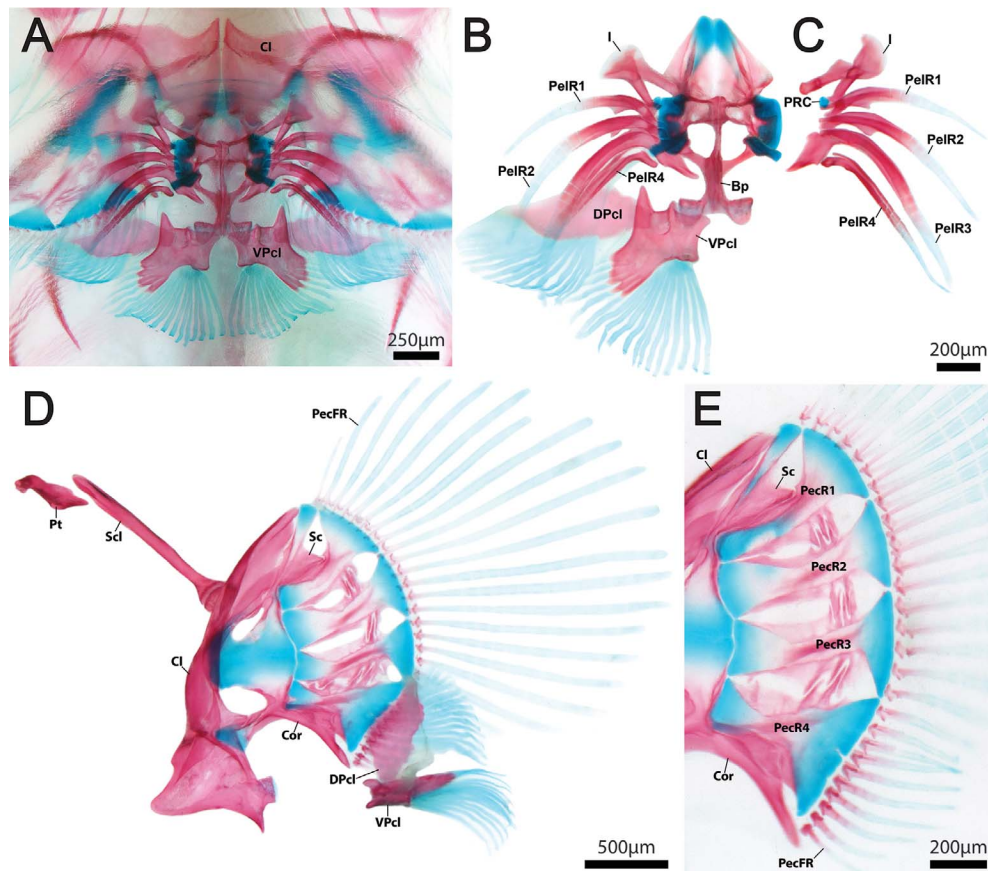 A
Cl
VPcl
250µm
B
I
PelR1
PelR2
PelR4
DPcl
Bp
VPcl
C
I
PelR1
PRC
PelR2
PelR4
PelR3
200µm
D
PecFR
Pt
Scl
Sc
Cl
Cor
DPcl
VPcl
500µm
E
Cl
Sc
PecR1
PecR2
PecR3
PecR4
Cor
PecFR
200µm